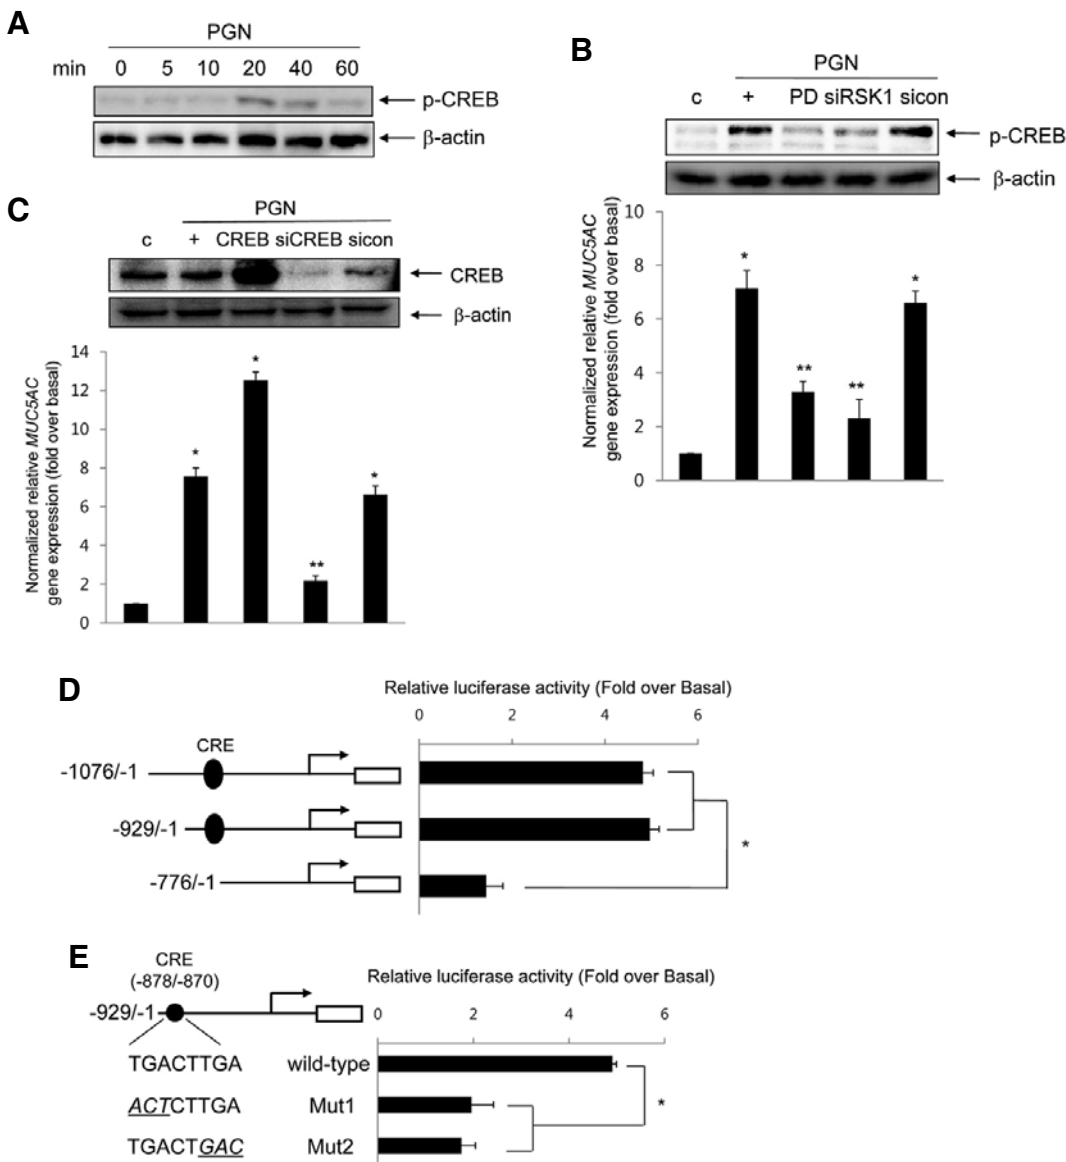 A
PGN
min 0 5 10 20 40 60
p-CREB
β-actin
B
PGN
c + PD siRSK1 sicon
p-CREB
β-actin
Normalized relative MUC5AC
gene expression (fold over basal)
10
8
6
4
2
0
*
**
**
*
C
PGN
c + CREB siCREB sicon
CREB
β-actin
Normalized relative MUC5AC
gene expression (fold over basal)
14
12
10
8
6
4
2
0
*
*
**
*
D
Relative luciferase activity (Fold over Basal)
0 2 4 6
CRE
-1076/-1
-929/-1
-776/-1
*
E
CRE
(-878/-870)
Relative luciferase activity (Fold over Basal)
-929/-1
0 2 4 6
TGACTTGA wild-type
ACTCTTGA Mut1
TGACTGAC Mut2
*